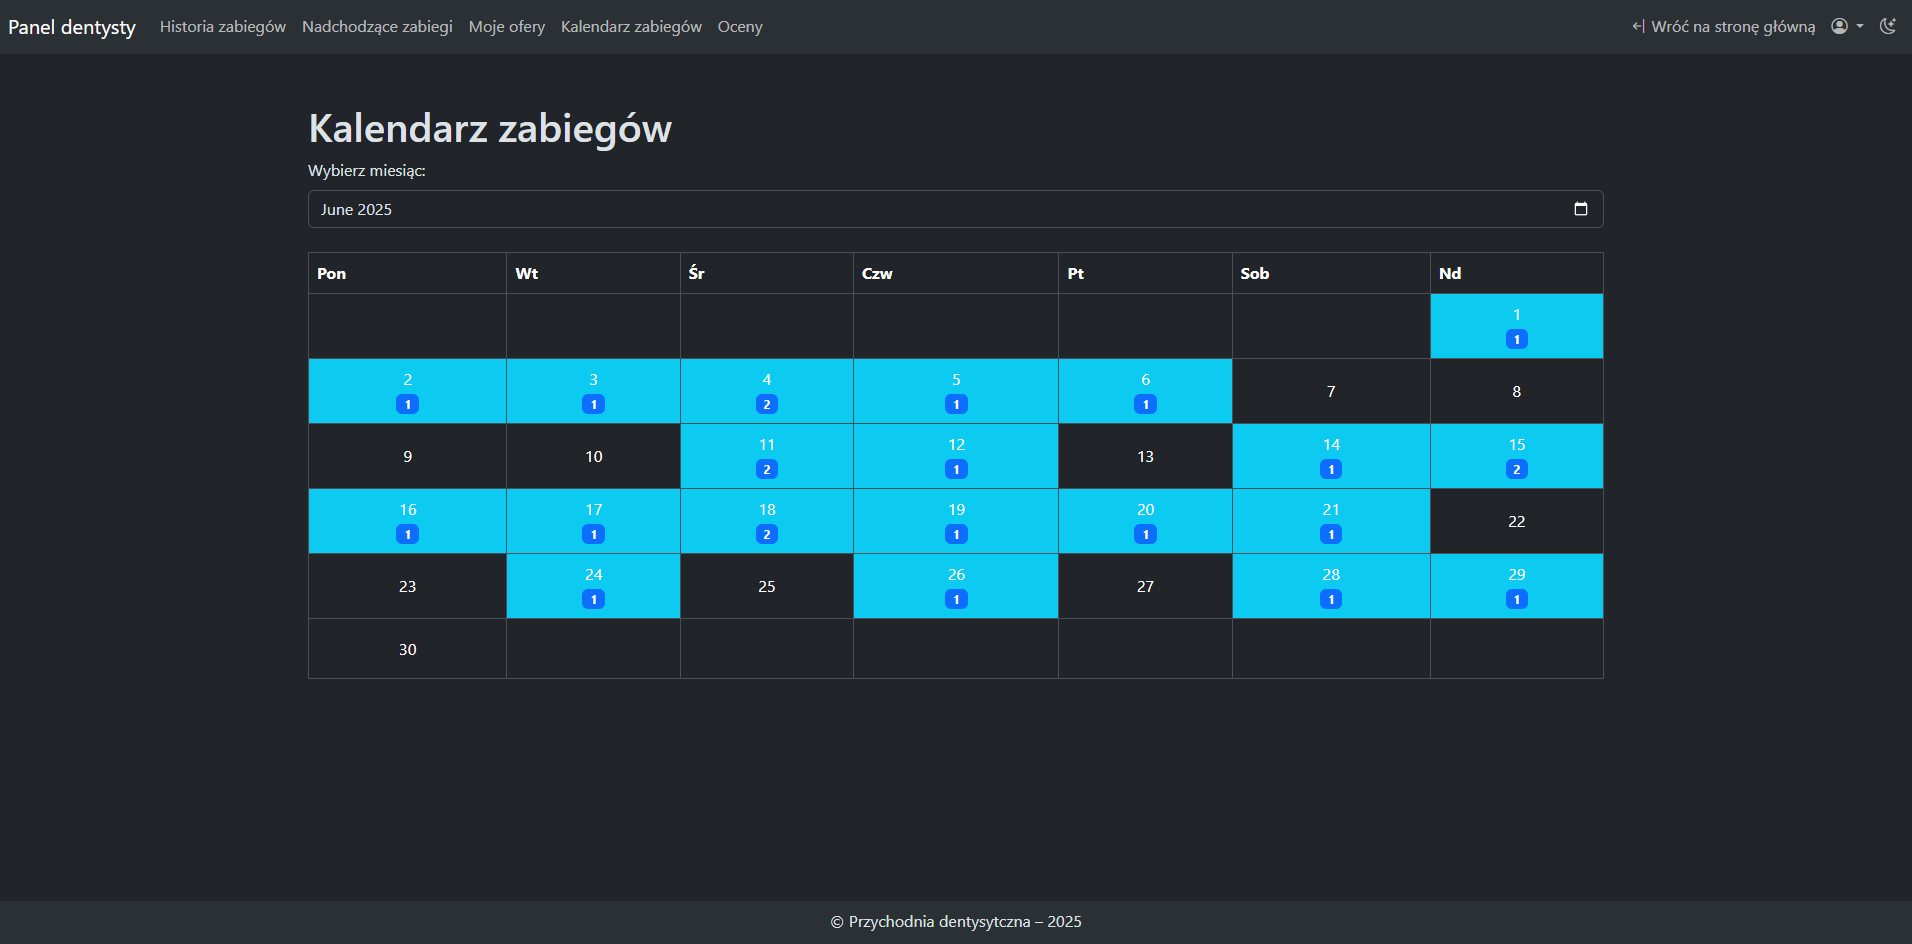 Panel dentysty Historia zabiegów Nadchodzące zabiegi Moje ofery Kalendarz zabiegów Oceny Wróć na stronę główną
Kalendarz zabiegów
Wybierz miesiąc:
June 2025
Pon Wt Śr Czw Pt Sob Nd
1
1
2 3 4 5 6 7 8
1 1 2 1 1
9 10 11 12 13 14 15
2 1 1 2
16 17 18 19 20 21 22
1 1 2 1 1 1
23 24 25 26 27 28 29
1 1 1 1
30
© Przychodnia dentysytczna – 2025